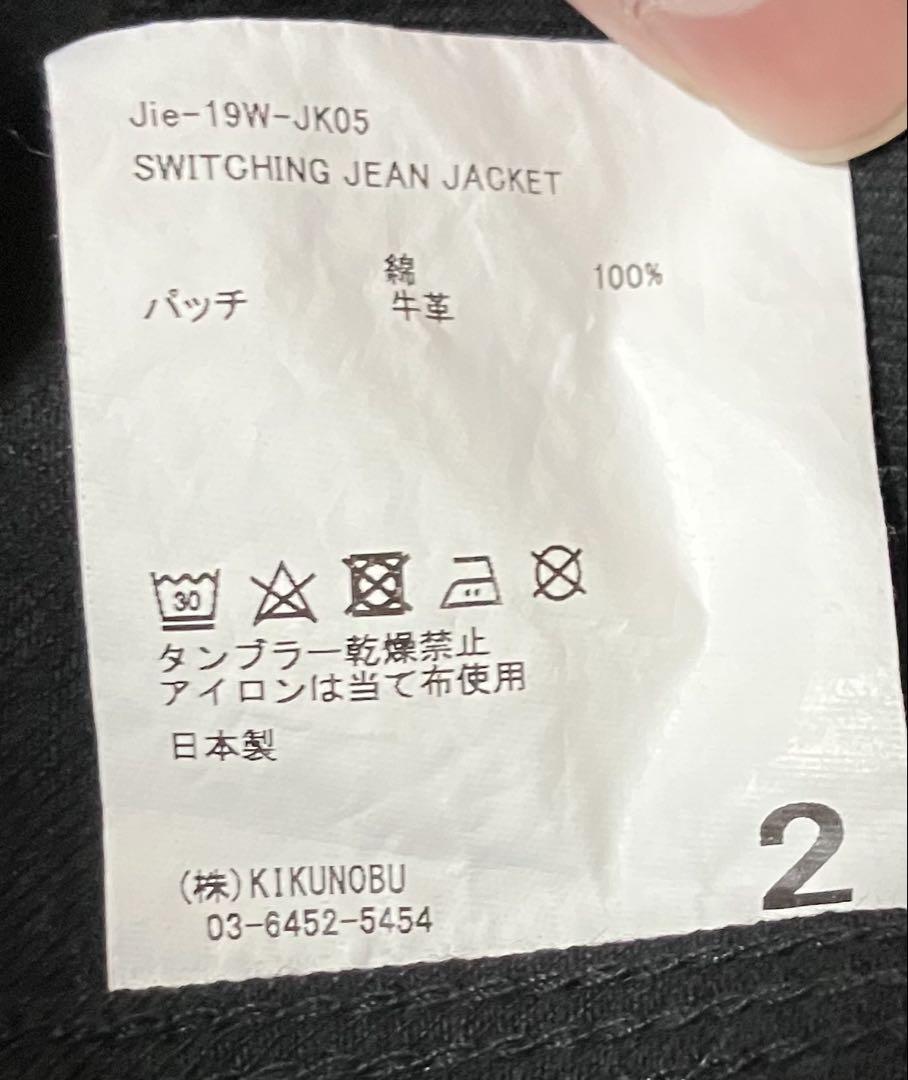 Jie-19W-JK05
SWITCHING JEAN JACKET
綿 100%
パッチ 牛革
30
タンブラー乾燥禁止
アイロンは当て布使用
日本製
2
(株)KIKUNOBU
03-6452-5454